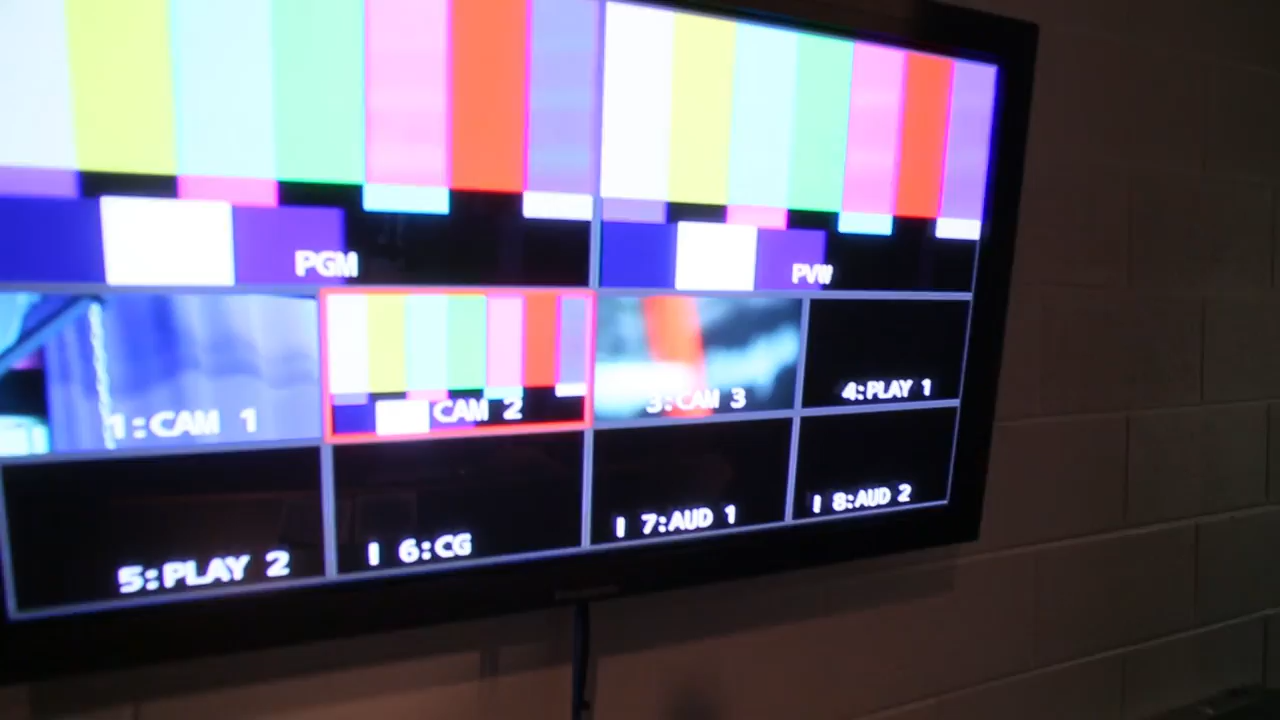 PGM
PVW
1:CAM 1
CAM 2
3:CAM 3
4:PLAY 1
5:PLAY 2
6:CG
7:AUD 1
8:AUD 2